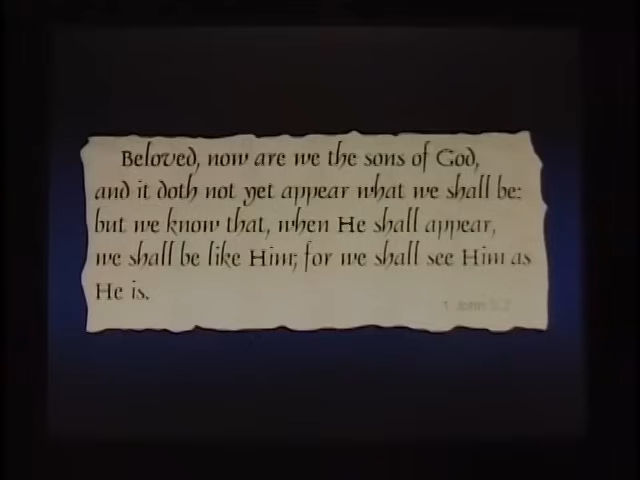 Beloved, now are we the sons of God,
and it doth not yet appear what we shall be:
but we know that, when He shall appear,
we shall be like Him; for we shall see Him as
He is.
1 John 3:2